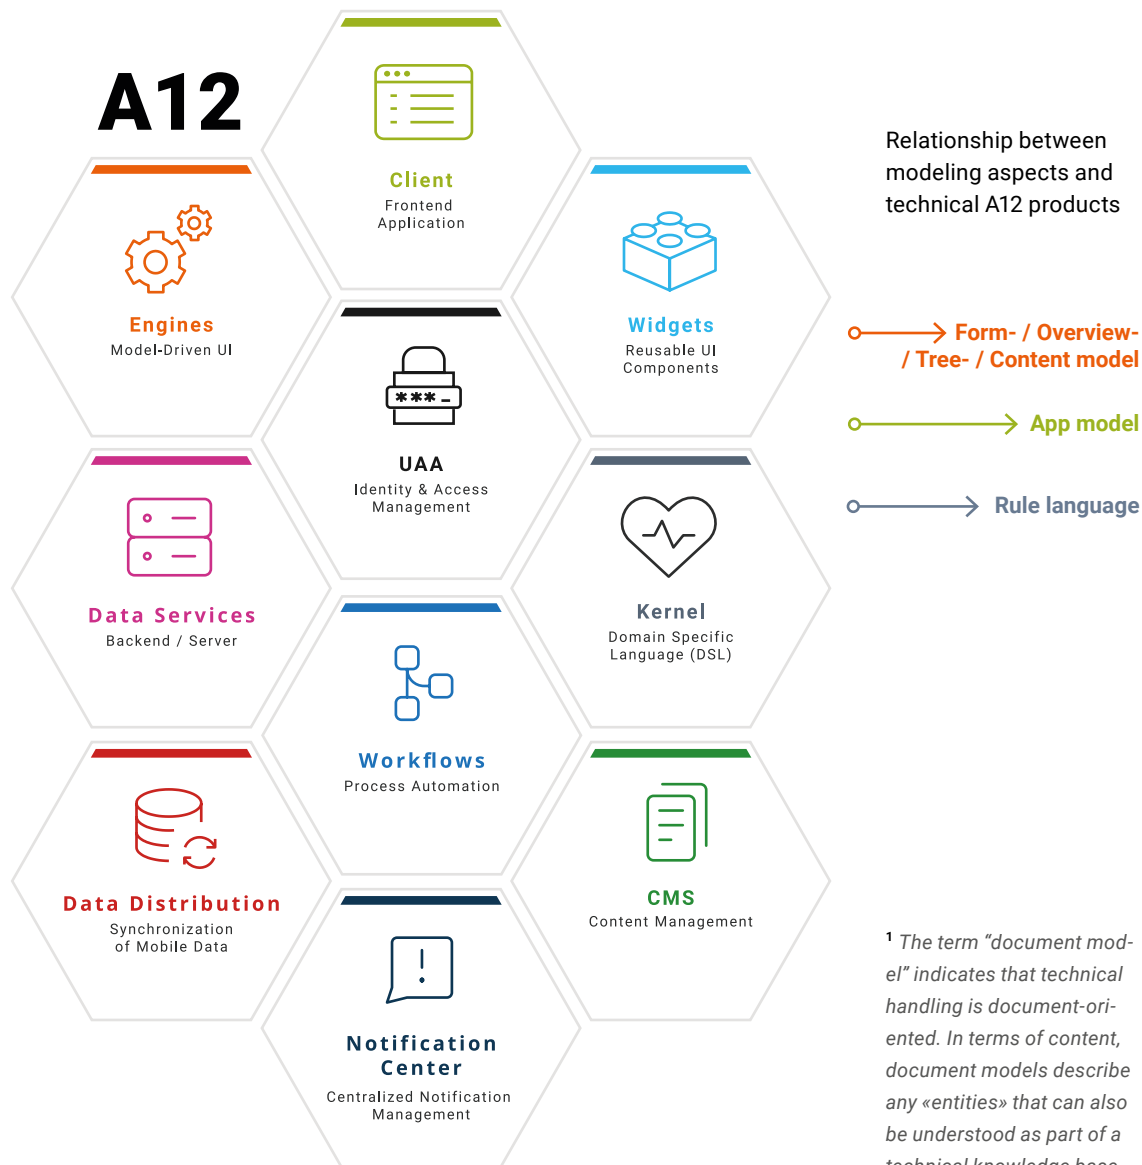 A12
Client
Frontend
Application
Engines
Model-Driven UI
Widgets
Reusable UI
Components
UAA
Identity & Access
Management
***_
Data Services
Backend / Server
Kernel
Domain Specific
Language (DSL)
Workflows
Process Automation
Data Distribution
Synchronization
of Mobile Data
CMS
Content Management
Notification
Center
Centralized Notification
Management
Relationship between
modeling aspects and
technical A12 products
Form- / Overview-
/ Tree- / Content model
App model
Rule language
¹ The term “document mod-
el” indicates that technical
handling is document-ori-
ented. In terms of content,
document models describe
any «entities» that can also
be understood as part of a
technical knowledge base